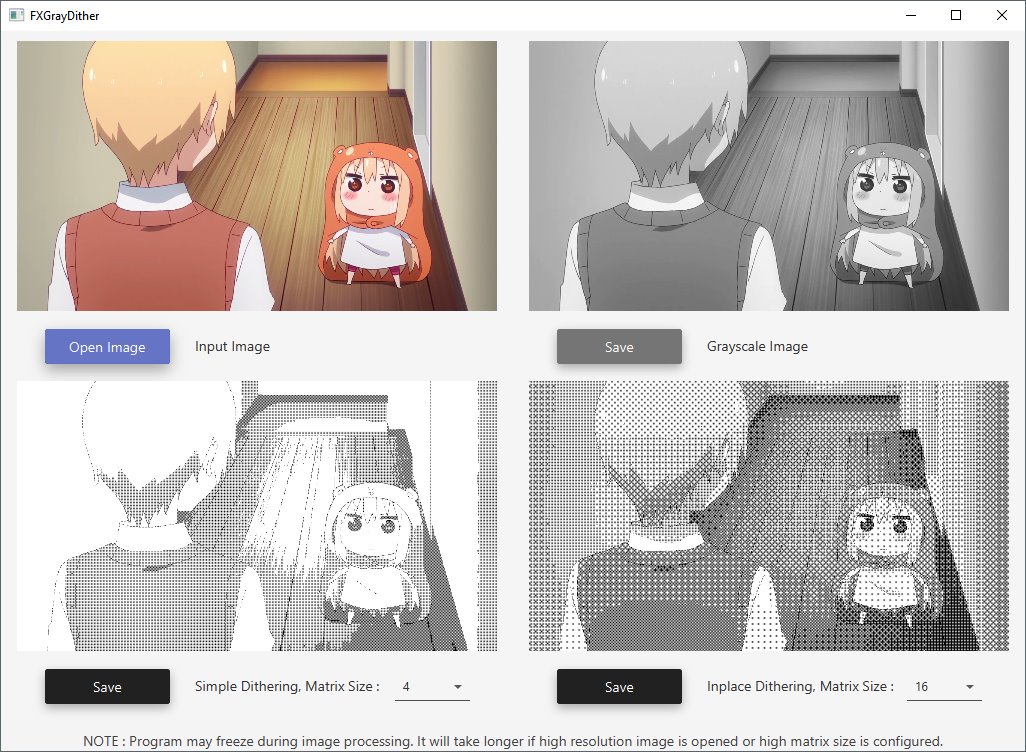 FXGrayDither
Open Image
Input Image
Save
Grayscale Image
Save
Simple Dithering, Matrix Size :
4
Save
Inplace Dithering, Matrix Size :
16
NOTE : Program may freeze during image processing. It will take longer if high resolution image is opened or high matrix size is configured.